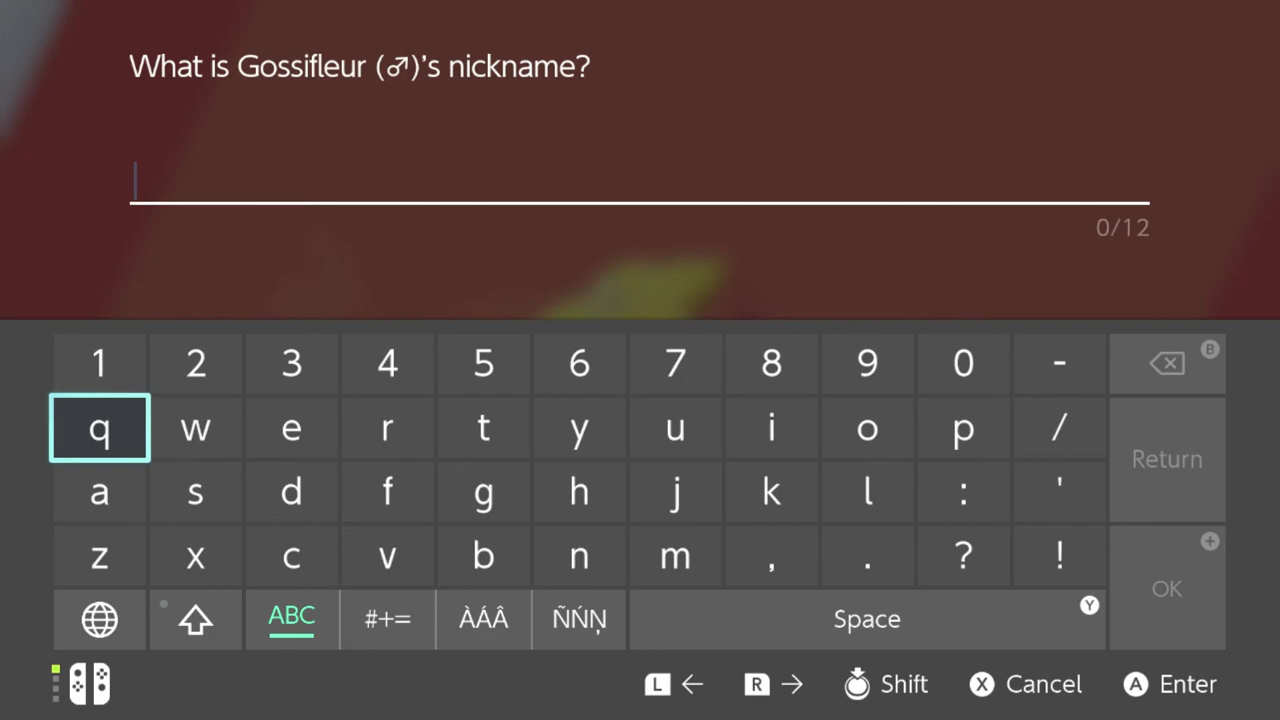 What is Gossifleur (♂)'s nickname?
0/12
1 2 3 4 5 6 7 8 9 0 -
q w e r t y u i o p /
Return
a s d f g h j k l : '
z x c v b n m , . ? !
OK
ABC #+= ÀÁÂ ÑŃŅ Space Y
L ← R → Shift X Cancel A Enter
B
+